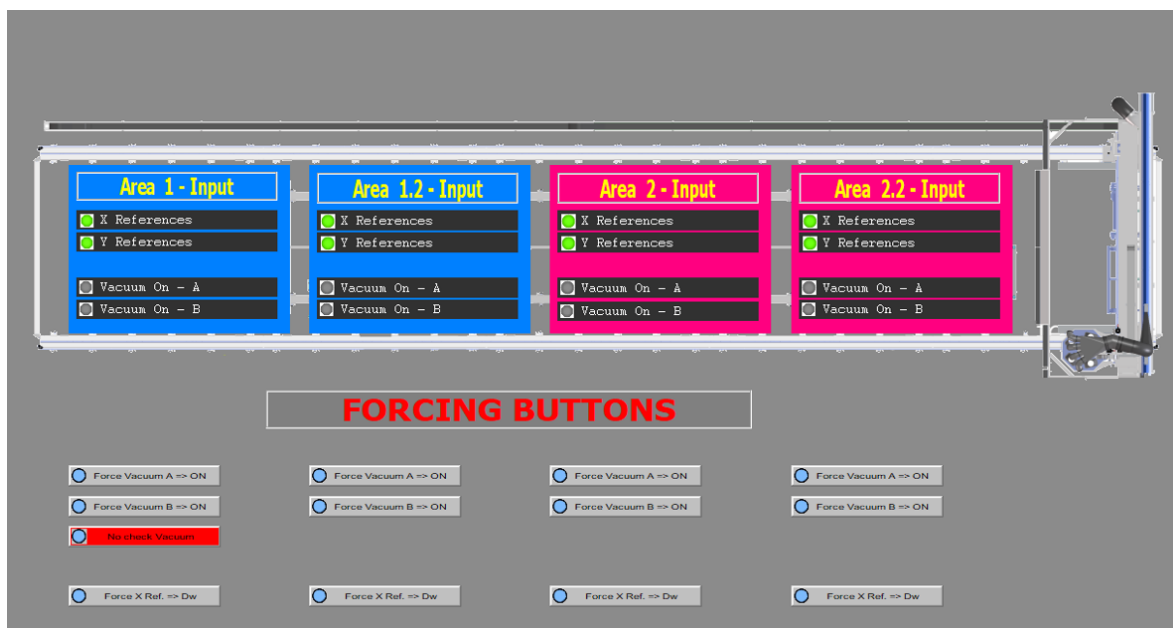 Area 1 - Input
X References
Y References
Vacuum On - A
Vacuum On - B
Area 1.2 - Input
X References
Y References
Vacuum On - A
Vacuum On - B
Area 2 - Input
X References
Y References
Vacuum On - A
Vacuum On - B
Area 2.2 - Input
X References
Y References
Vacuum On - A
Vacuum On - B
FORCING BUTTONS
Force Vacuum A => ON
Force Vacuum A => ON
Force Vacuum A => ON
Force Vacuum A => ON
Force Vacuum B => ON
Force Vacuum B => ON
Force Vacuum B => ON
Force Vacuum B => ON
No check Vacuum
Force X Ref. => Dw
Force X Ref. => Dw
Force X Ref. => Dw
Force X Ref. => Dw